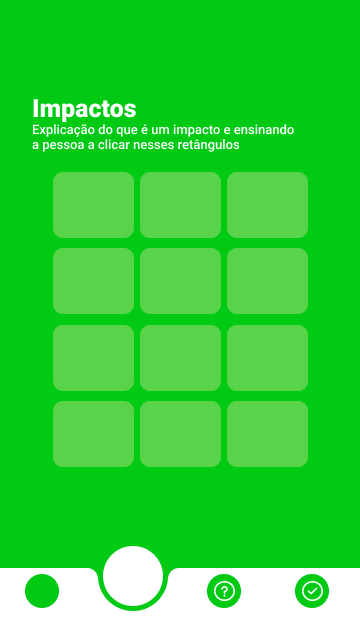 Impactos
Explicação do que é um impacto e ensinando
a pessoa a clicar nesses retângulos
?